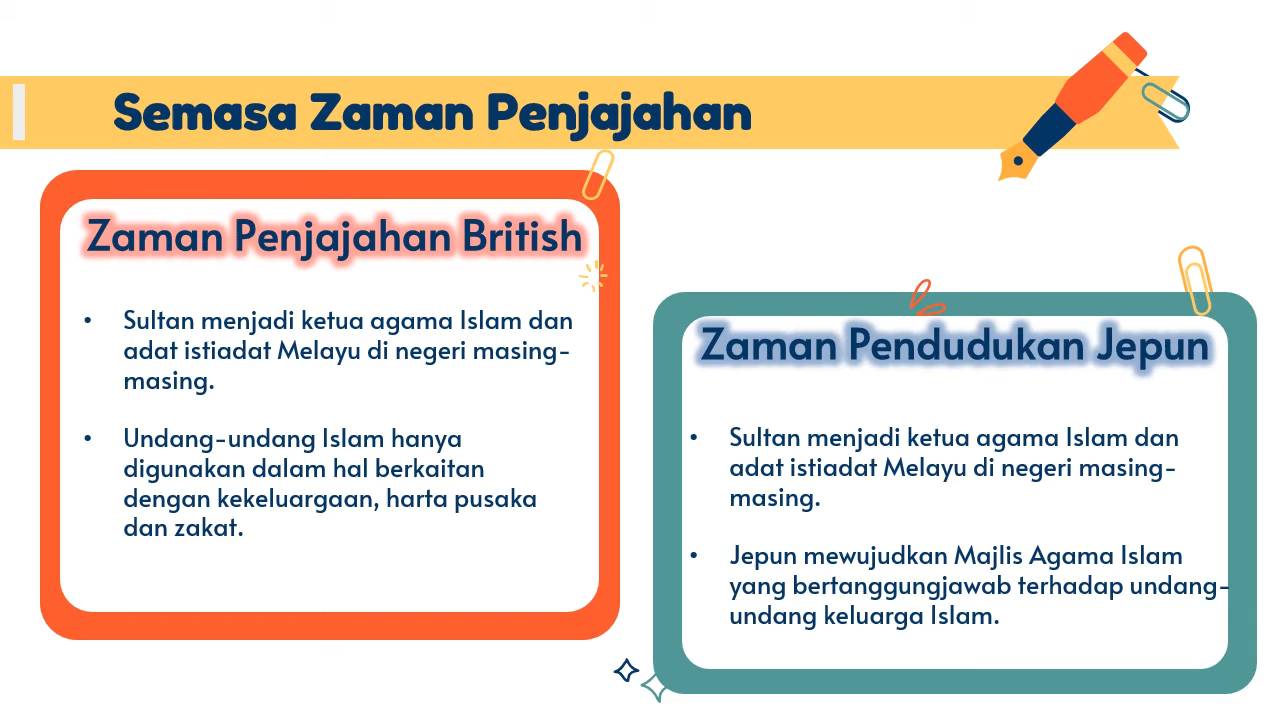 Semasa Zaman Penjajahan
Zaman Penjajahan British
• Sultan menjadi ketua agama Islam dan
adat istiadat Melayu di negeri masing-
masing.
• Undang-undang Islam hanya
digunakan dalam hal berkaitan
dengan kekeluargaan, harta pusaka
dan zakat.
Zaman Pendudukan Jepun
• Sultan menjadi ketua agama Islam dan
adat istiadat Melayu di negeri masing-
masing.
• Jepun mewujudkan Majlis Agama Islam
yang bertanggungjawab terhadap undang-
undang keluarga Islam.